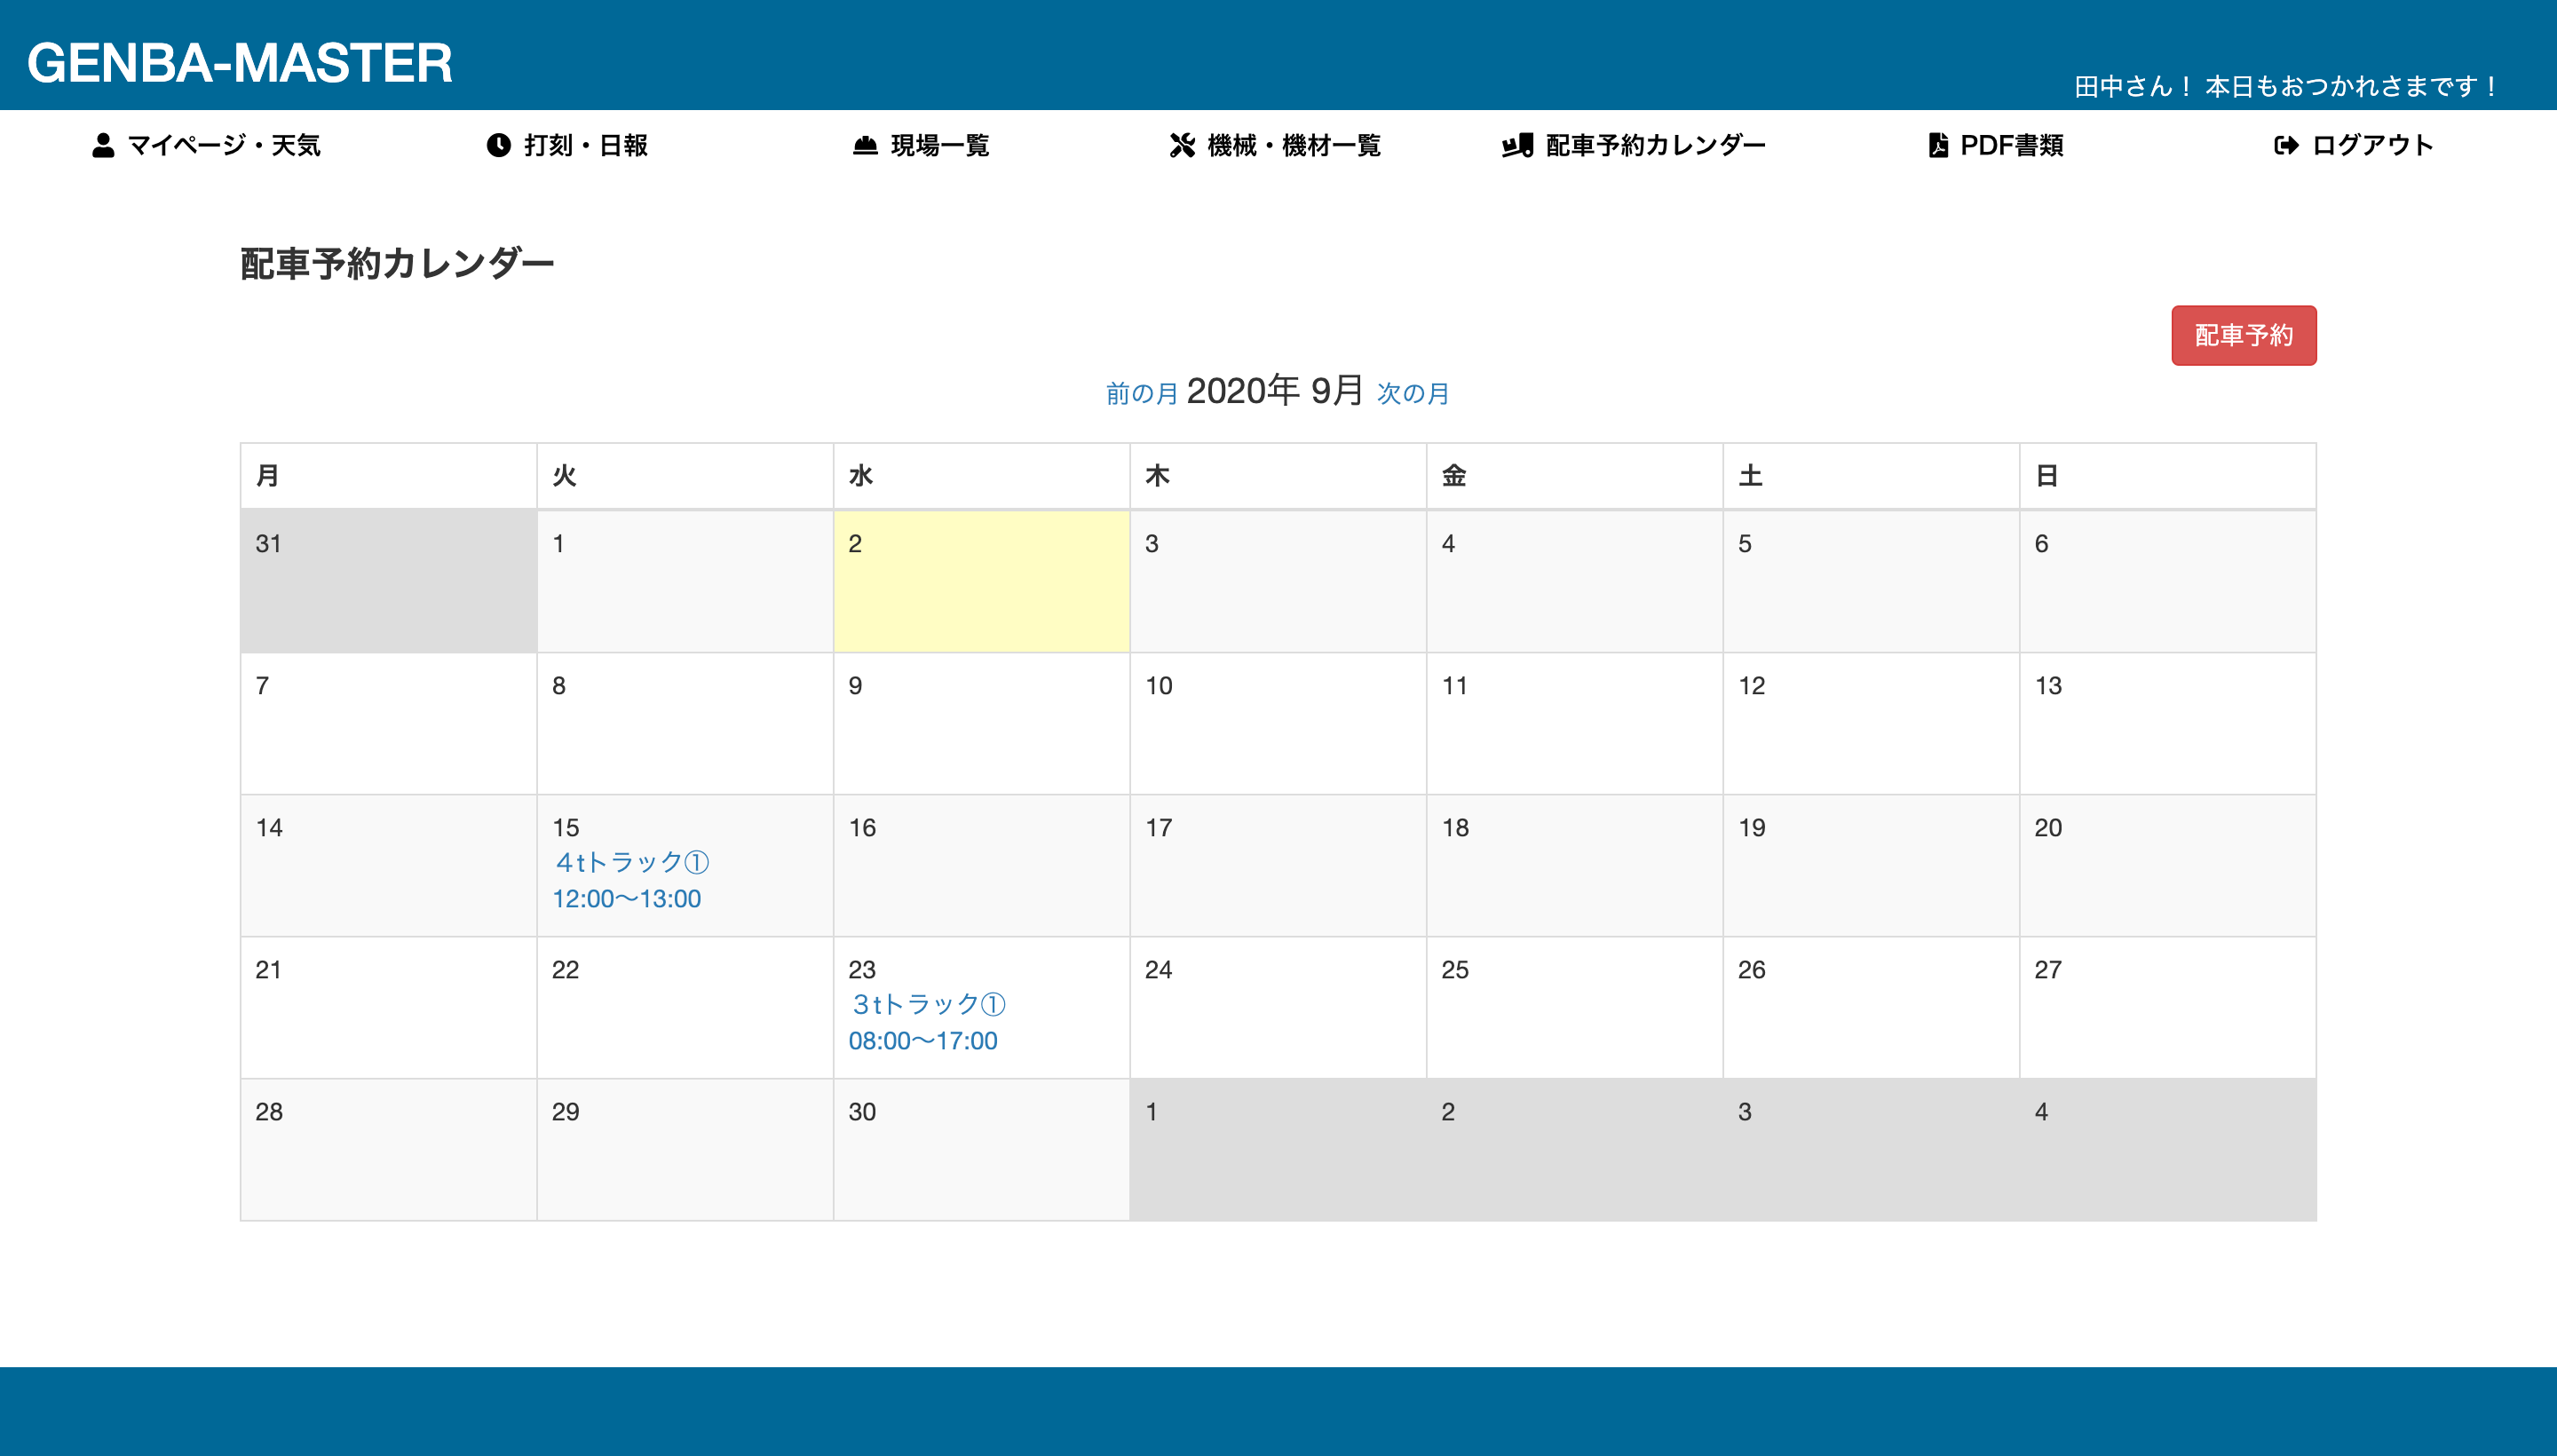 GENBA-MASTER
田中さん！ 本日もおつかれさまです！
マイページ・天気 打刻・日報 現場一覧 機械・機材一覧 配車予約カレンダー PDF書類 ログアウト
配車予約カレンダー
配車予約
前の月 2020年 9月 次の月
月 火 水 木 金 土 日
31 1 2 3 4 5 6
7 8 9 10 11 12 13
14 15 16 17 18 19 20
４tトラック①
12:00〜13:00
21 22 23 24 25 26 27
３tトラック①
08:00〜17:00
28 29 30 1 2 3 4